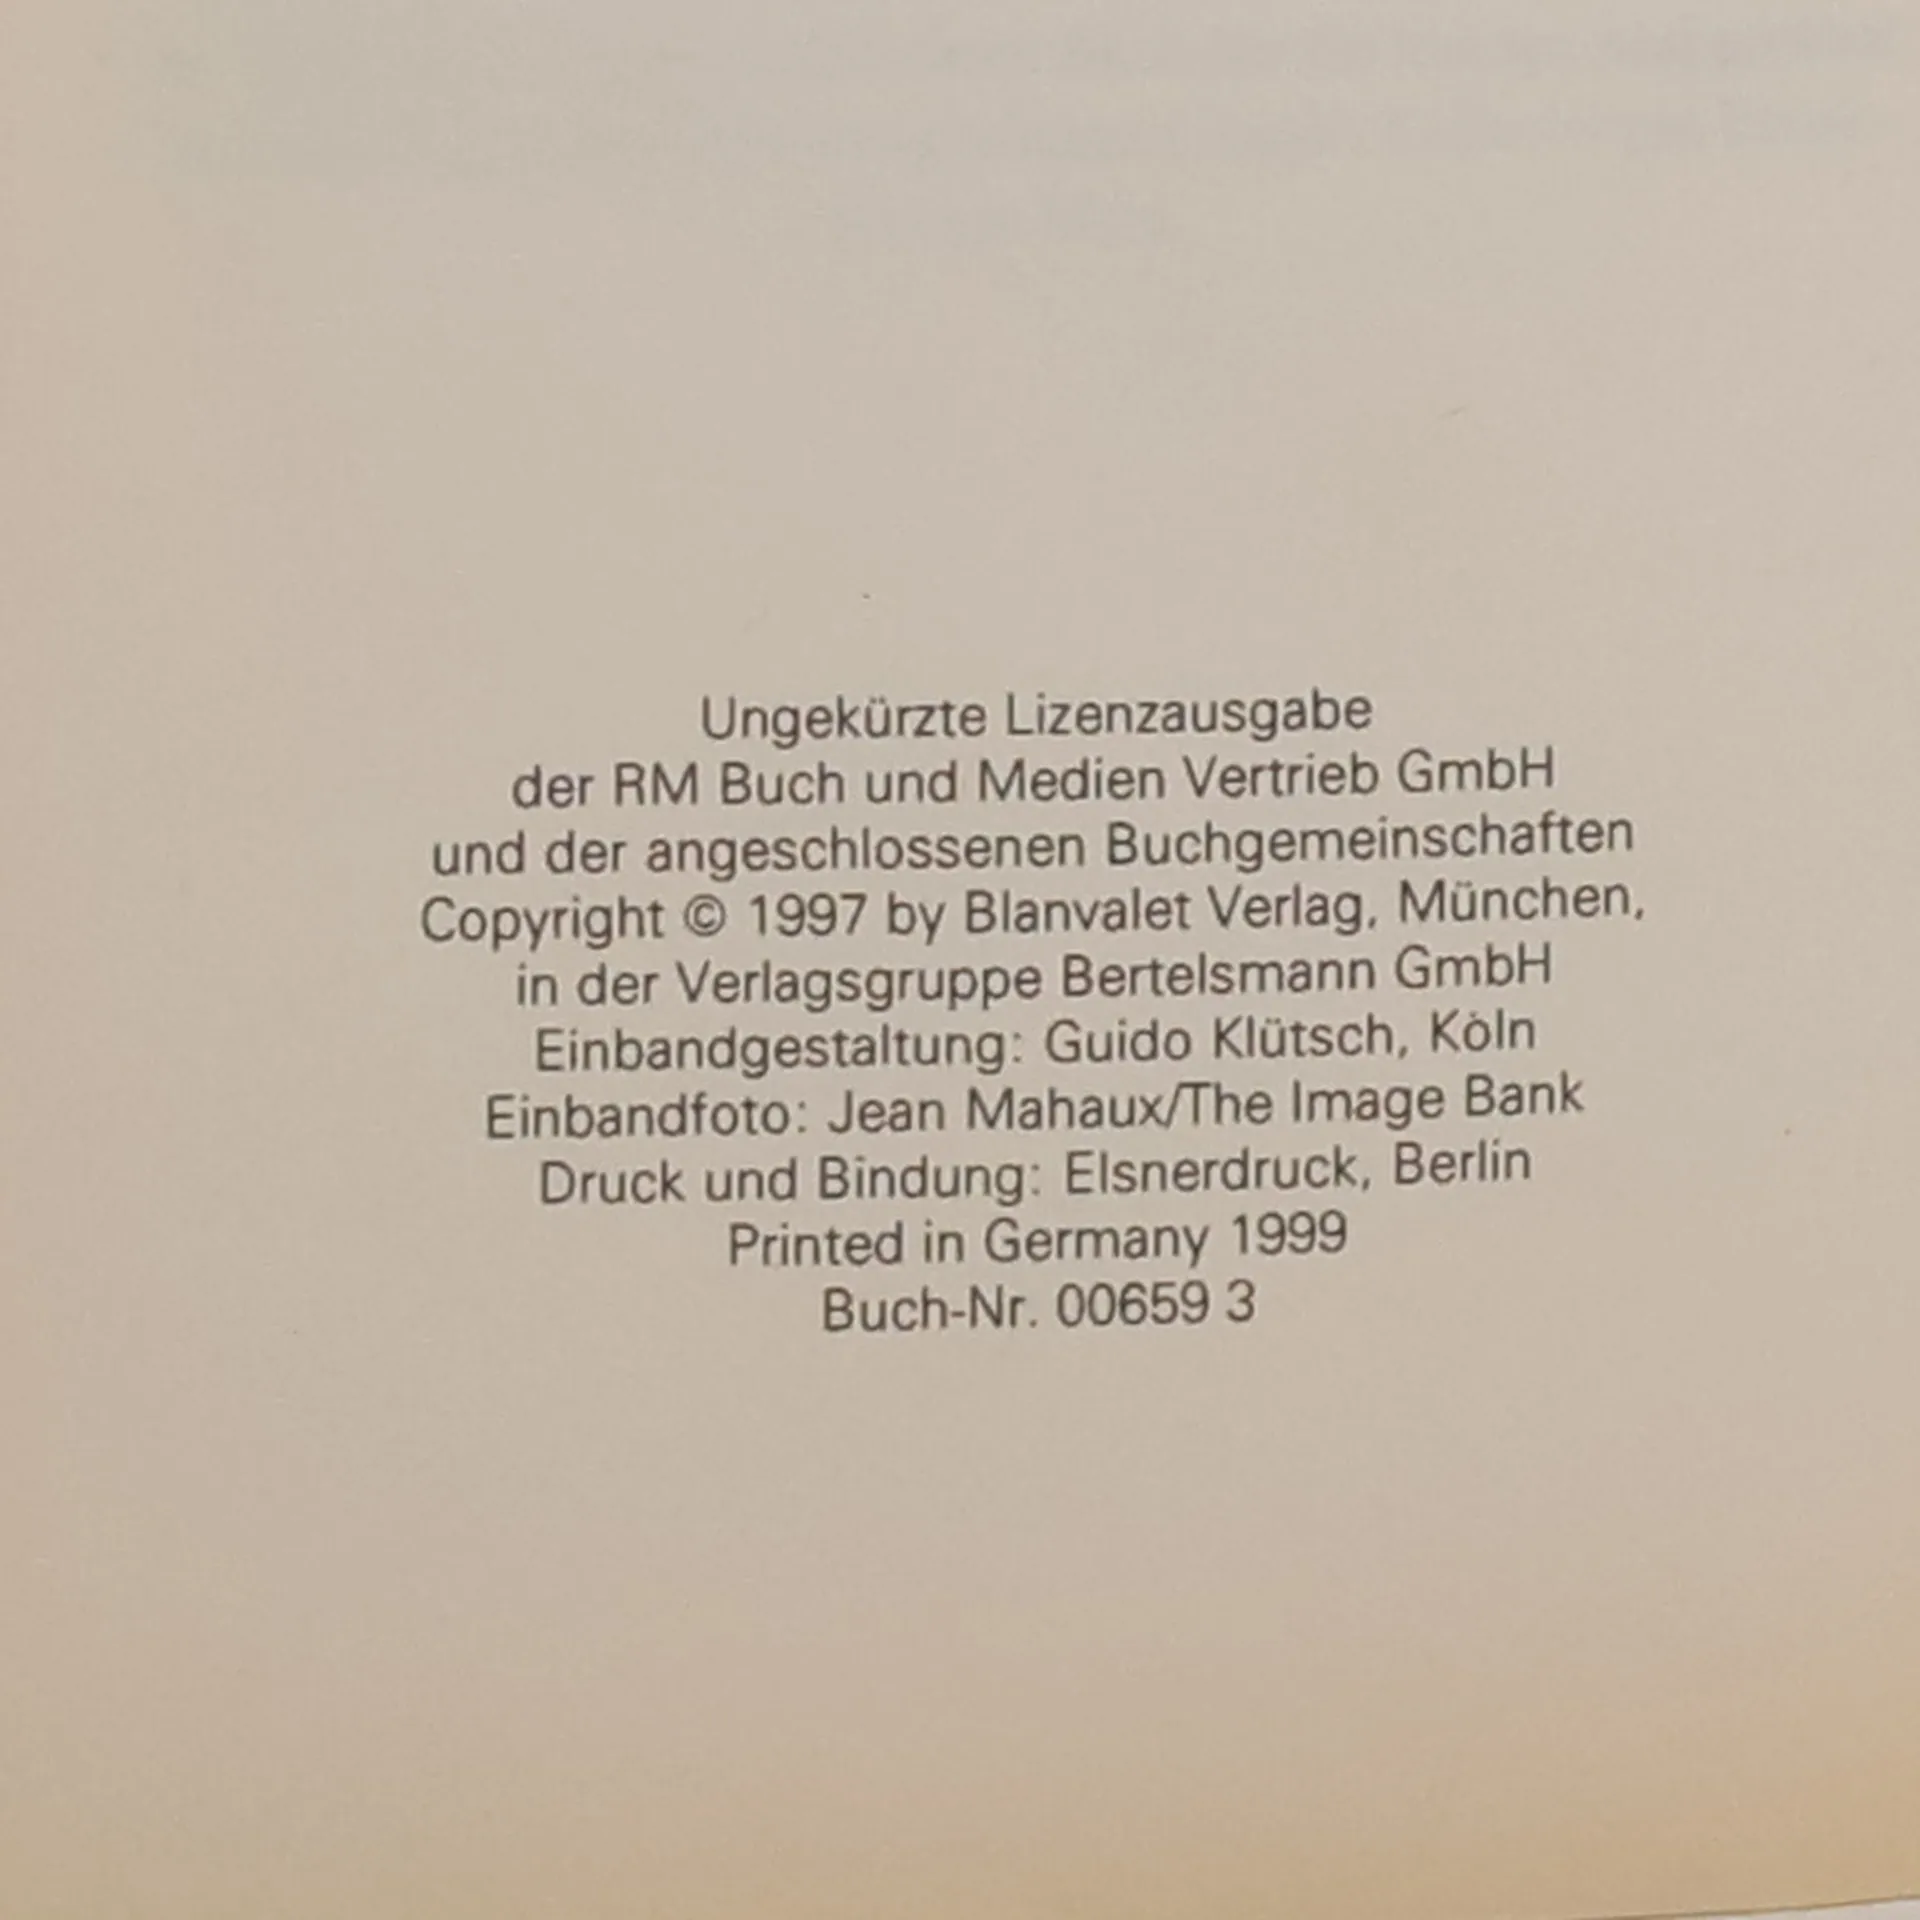 Ungekürzte Lizenzausgabe
der RM Buch und Medien Vertrieb GmbH
und der angeschlossenen Buchgemeinschaften
Copyright © 1997 by Blanvalet Verlag, München,
in der Verlagsgruppe Bertelsmann GmbH
Einbandgestaltung: Guido Klütsch, Köln
Einbandfoto: Jean Mahaux/The Image Bank
Druck und Bindung: Elsnerdruck, Berlin
Printed in Germany 1999
Buch-Nr. 00659 3